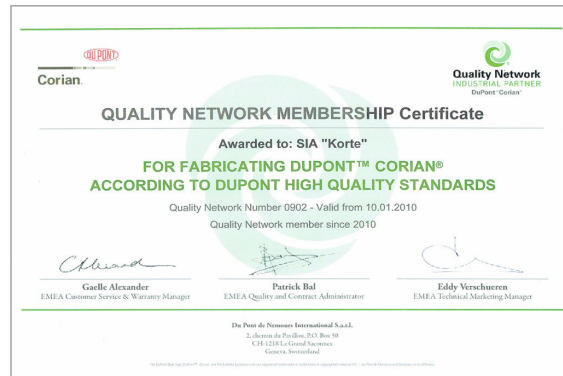 DU PONT
Corian.
Quality Network
INDUSTRIAL PARTNER
DuPont™ Corian®
QUALITY NETWORK MEMBERSHIP Certificate
Awarded to: SIA "Korte"
FOR FABRICATING DUPONT™ CORIAN®
ACCORDING TO DUPONT HIGH QUALITY STANDARDS
Quality Network Number 0902 - Valid from 10.01.2010
Quality Network member since 2010
Gaelle Alexander
EMEA Customer Service & Warranty Manager
Patrick Bal
EMEA Quality and Contract Administrator
Eddy Verschueren
EMEA Technical Marketing Manager
Du Pont de Nemours International S.a.r.l.
2, chemin du Pavillon, P.O. Box 50
CH-1218 Le Grand Saconnex
Geneva, Switzerland